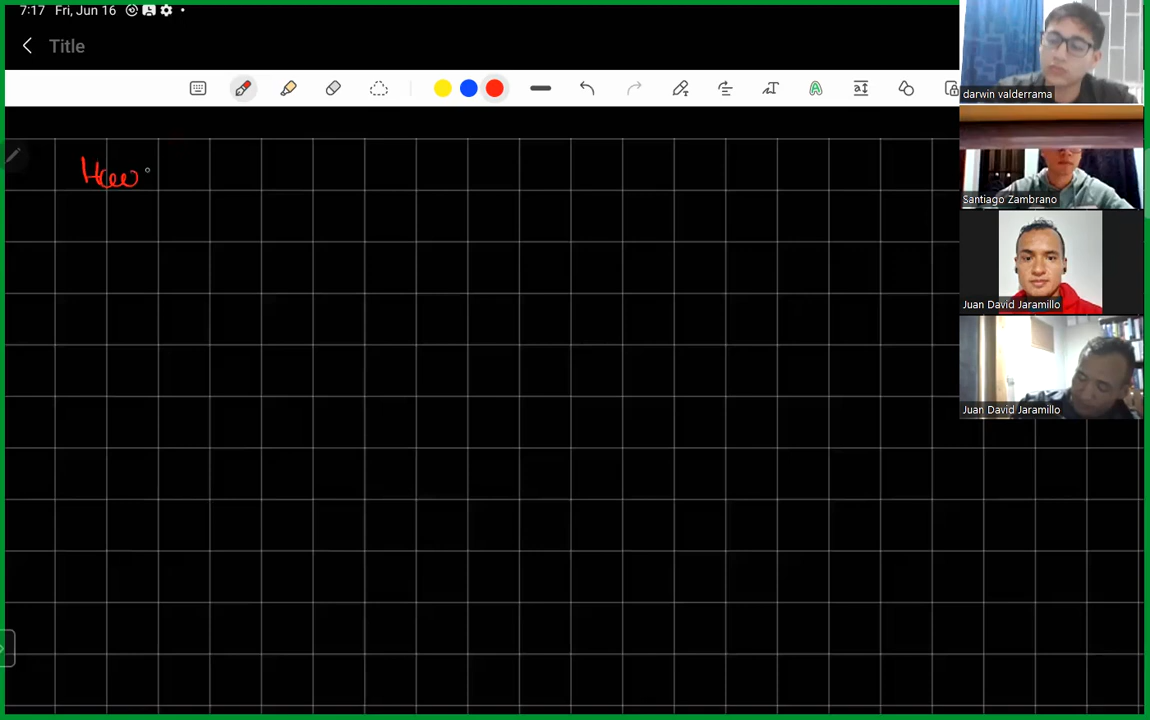 7:17 Fri, Jun 16
Title
darwin valderrama
Santiago Zambrano
Juan David Jaramillo
Juan David Jaramillo